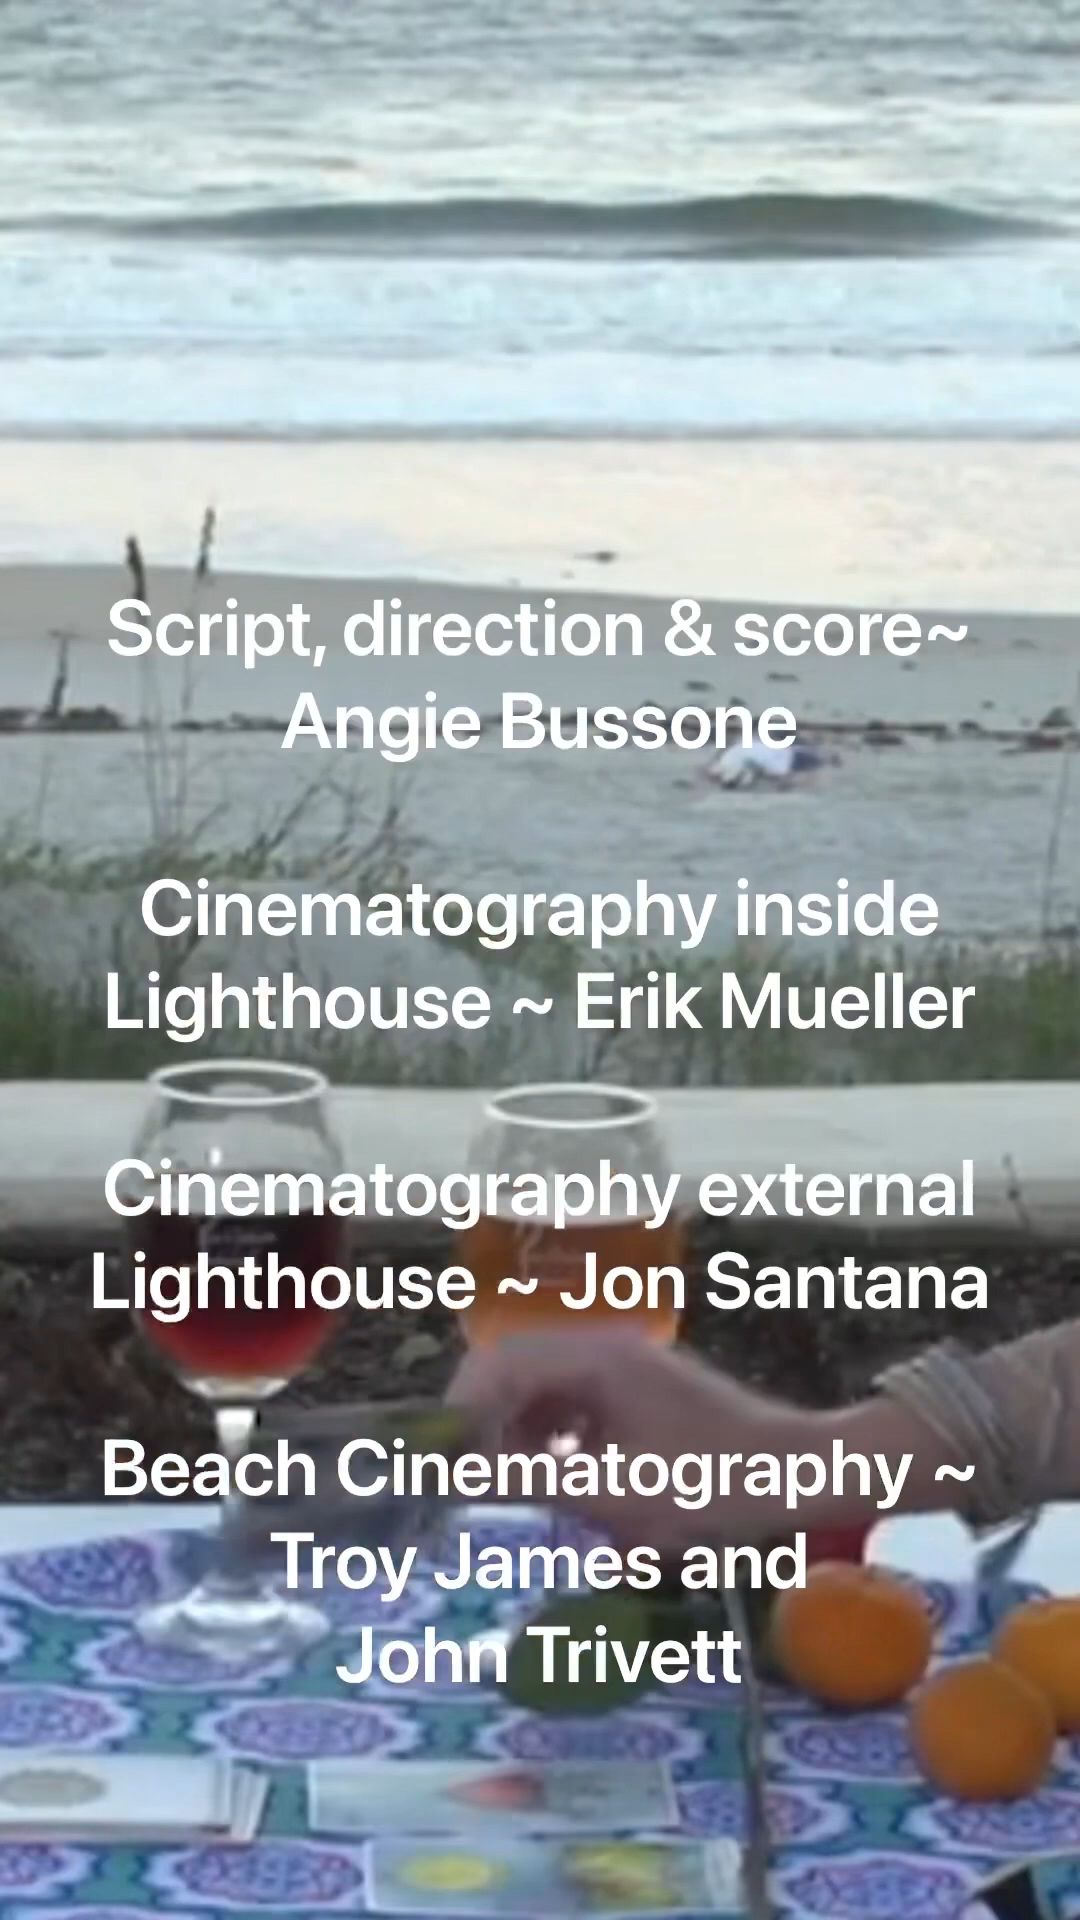 Script, direction & score~
Angie Bussone
Cinematography inside
Lighthouse ~ Erik Mueller
Cinematography external
Lighthouse ~ Jon Santana
Beach Cinematography ~
Troy James and
John Trivett